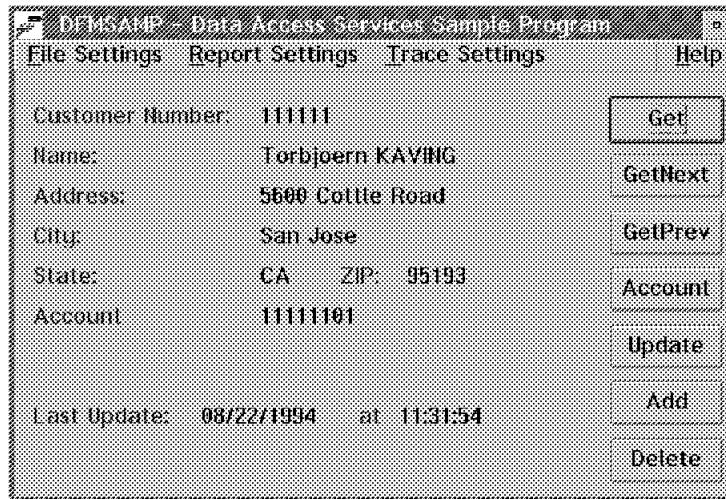 DFMSAMP - Data Access Services Sample Program
File Settings Report Settings Trace Settings Help
Customer Number: 111111 Get
Name: Torbjoern KAVING
GetNext
Address: 5600 Cottle Road
City: San Jose GetPrev
State: CA ZIP: 95193
Account 11111101 Account
Update
Last Update: 08/22/1994 at 11:31:54 Add
Delete